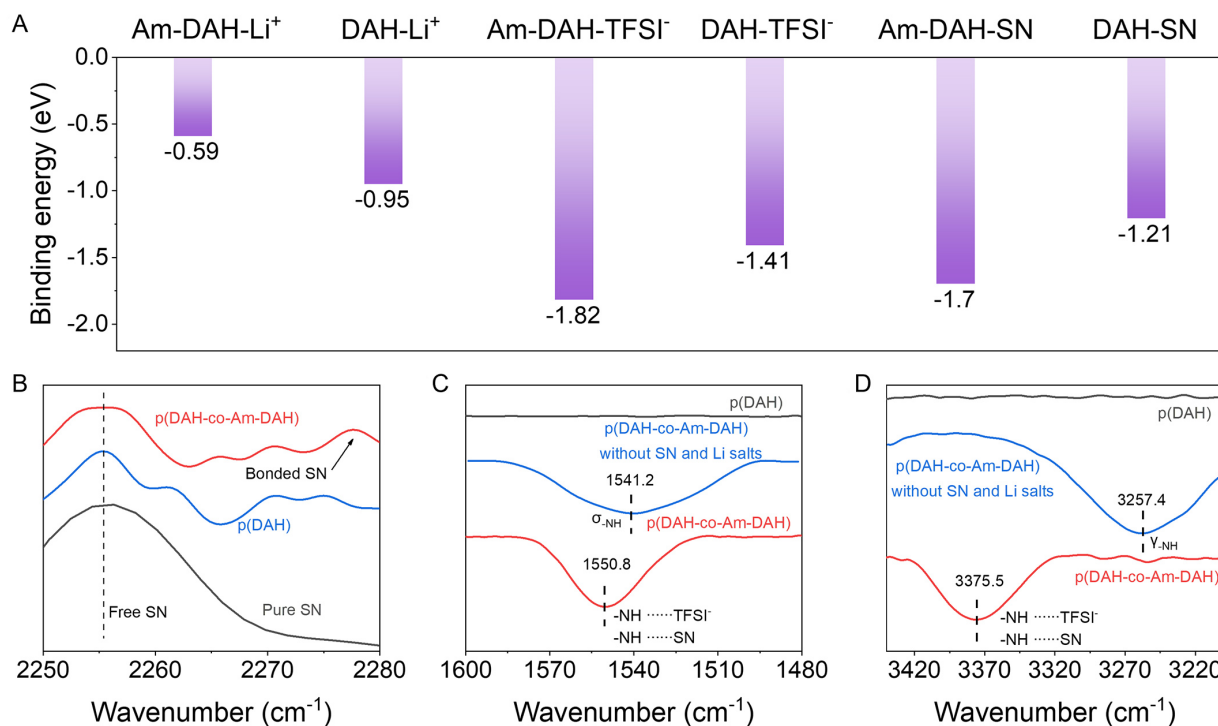 A
Am-DAH-Li⁺ DAH-Li⁺ Am-DAH-TFSI⁻ DAH-TFSI⁻ Am-DAH-SN DAH-SN
Binding energy (eV)
0.0
-0.5
-1.0
-1.5
-2.0
-0.59
-0.95
-1.82
-1.41
-1.7
-1.21
B
p(DAH-co-Am-DAH)
Bonded SN
p(DAH)
Free SN
Pure SN
2250 2260 2270 2280
Wavenumber (cm⁻¹)
C
p(DAH)
p(DAH-co-Am-DAH)
without SN and Li salts
1541.2
σ-NH
p(DAH-co-Am-DAH)
1550.8
-NH ······TFSI⁻
-NH ······SN
1600 1570 1540 1510 1480
Wavenumber (cm⁻¹)
D
p(DAH)
p(DAH-co-Am-DAH)
without SN and Li salts
3257.4
γ-NH
p(DAH-co-Am-DAH)
3375.5
-NH ······TFSI⁻
-NH ······SN
3420 3370 3320 3270 3220
Wavenumber (cm⁻¹)